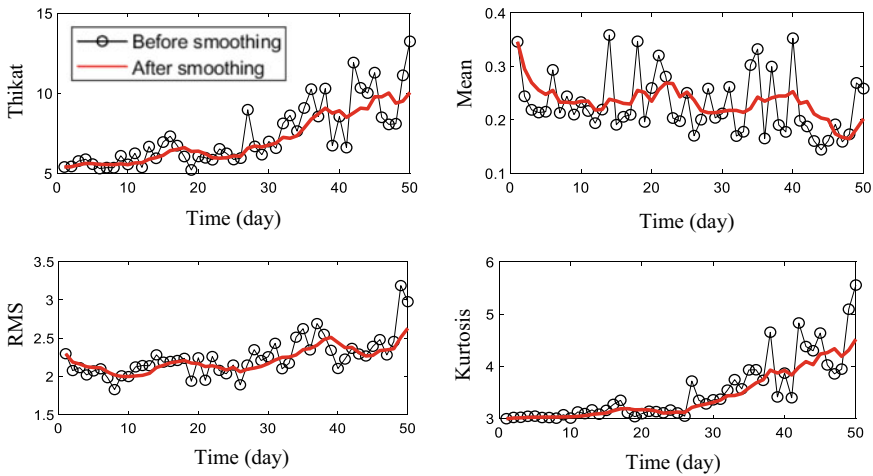 15
10
5
Thikat
Before smoothing
After smoothing
0 10 20 30 40 50
Time (day)
0.4
0.3
0.2
0.1
Mean
0 10 20 30 40 50
Time (day)
3.5
3
2.5
2
1.5
RMS
0 10 20 30 40 50
Time (day)
6
5
4
3
Kurtosis
0 10 20 30 40 50
Time (day)